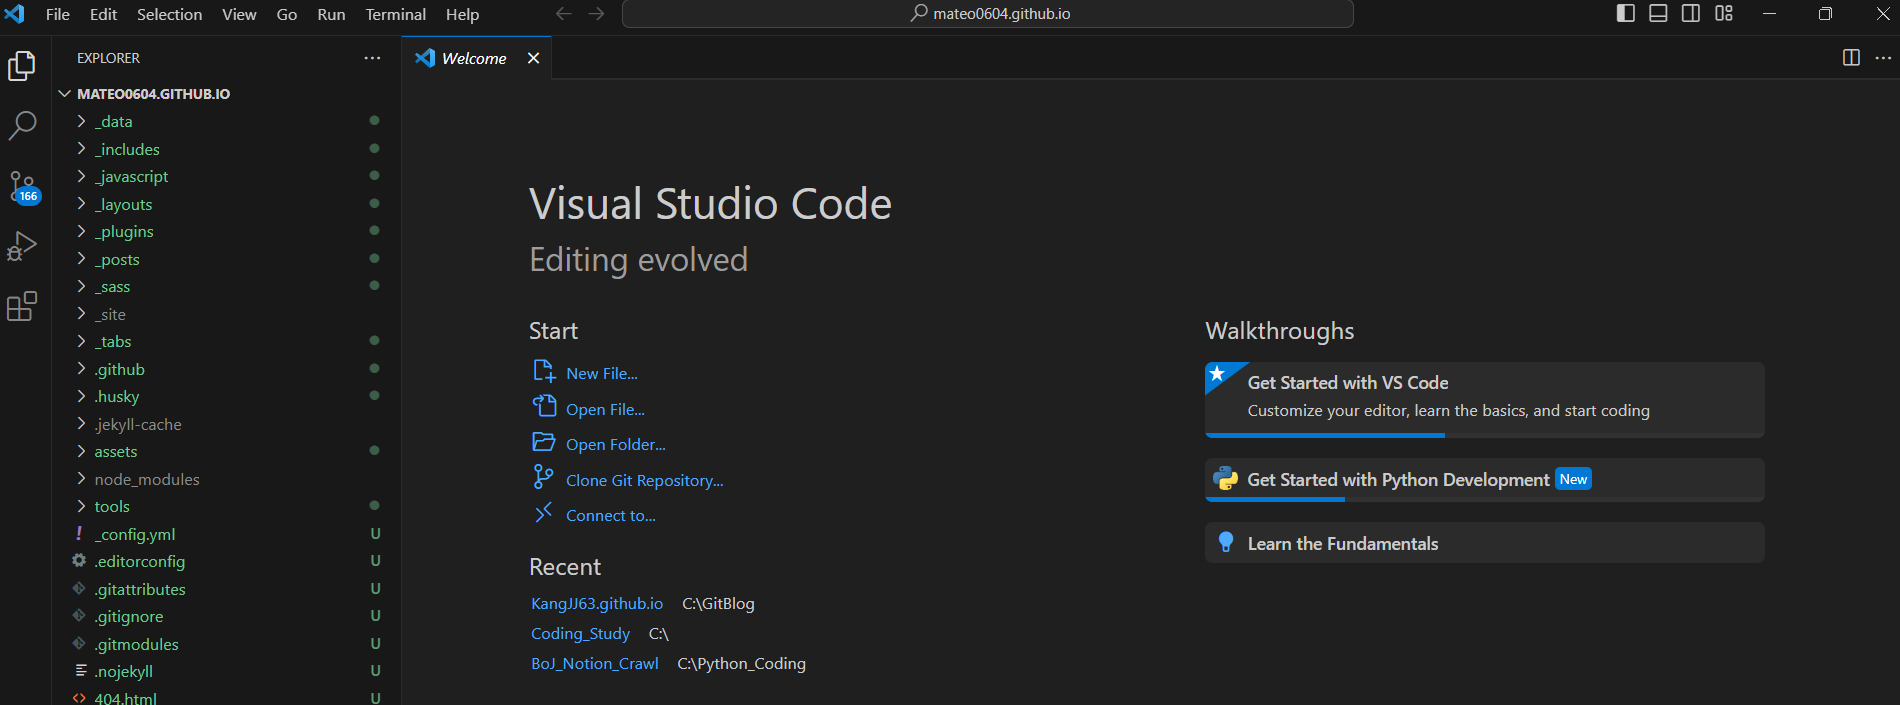 File Edit Selection View Go Run Terminal Help mateo0604.github.io
EXPLORER
Welcome
MATEO0604.GITHUB.IO
_data
_includes
_javascript
_layouts
_plugins
_posts
_sass
_site
_tabs
.github
.husky
.jekyll-cache
assets
node_modules
tools
_config.yml U
.editorconfig U
.gitattributes U
.gitignore U
.gitmodules U
.nojekyll U
404.html U
166
Visual Studio Code
Editing evolved
Start
New File...
Open File...
Open Folder...
Clone Git Repository...
Connect to...
Recent
KangJJ63.github.io C:\GitBlog
Coding_Study C:\
BoJ_Notion_Crawl C:\Python_Coding
Walkthroughs
Get Started with VS Code
Customize your editor, learn the basics, and start coding
Get Started with Python Development New
Learn the Fundamentals